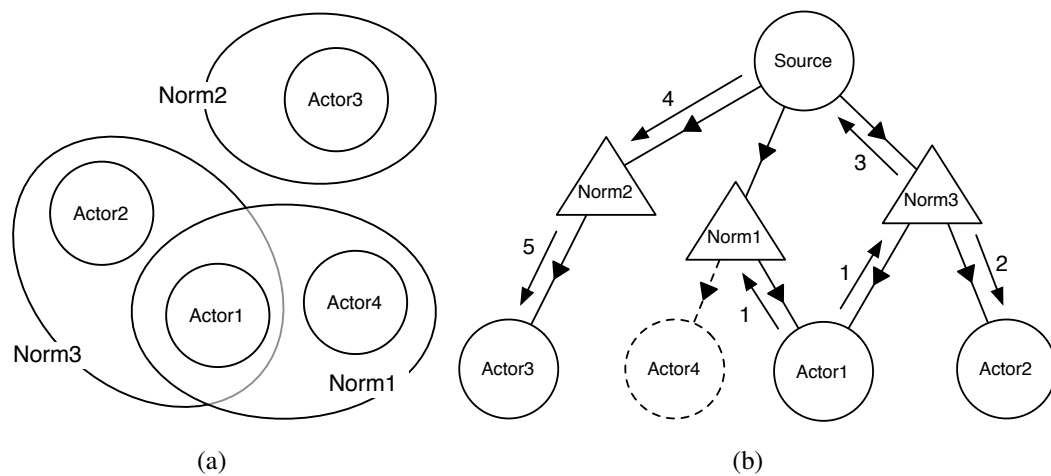 Norm2
Actor3
Actor2
Actor1
Actor4
Norm3
Norm1
(a)
Source
4
3
Norm2
Norm1
Norm3
5
1
1
2
Actor3
Actor4
Actor1
Actor2
(b)